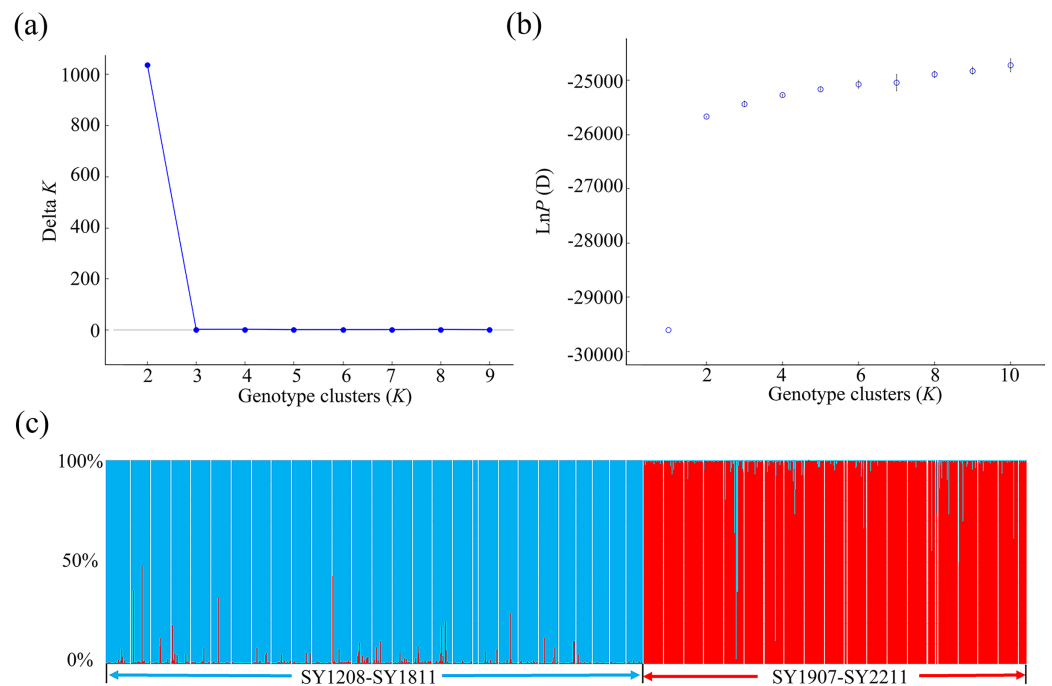 (a)
1000
800
600
400
200
0
Delta K
2 3 4 5 6 7 8 9
Genotype clusters (K)
(b)
-25000
-26000
-27000
-28000
-29000
-30000
LnP (D)
2 4 6 8 10
Genotype clusters (K)
(c)
100%
50%
0%
SY1208-SY1811 SY1907-SY2211